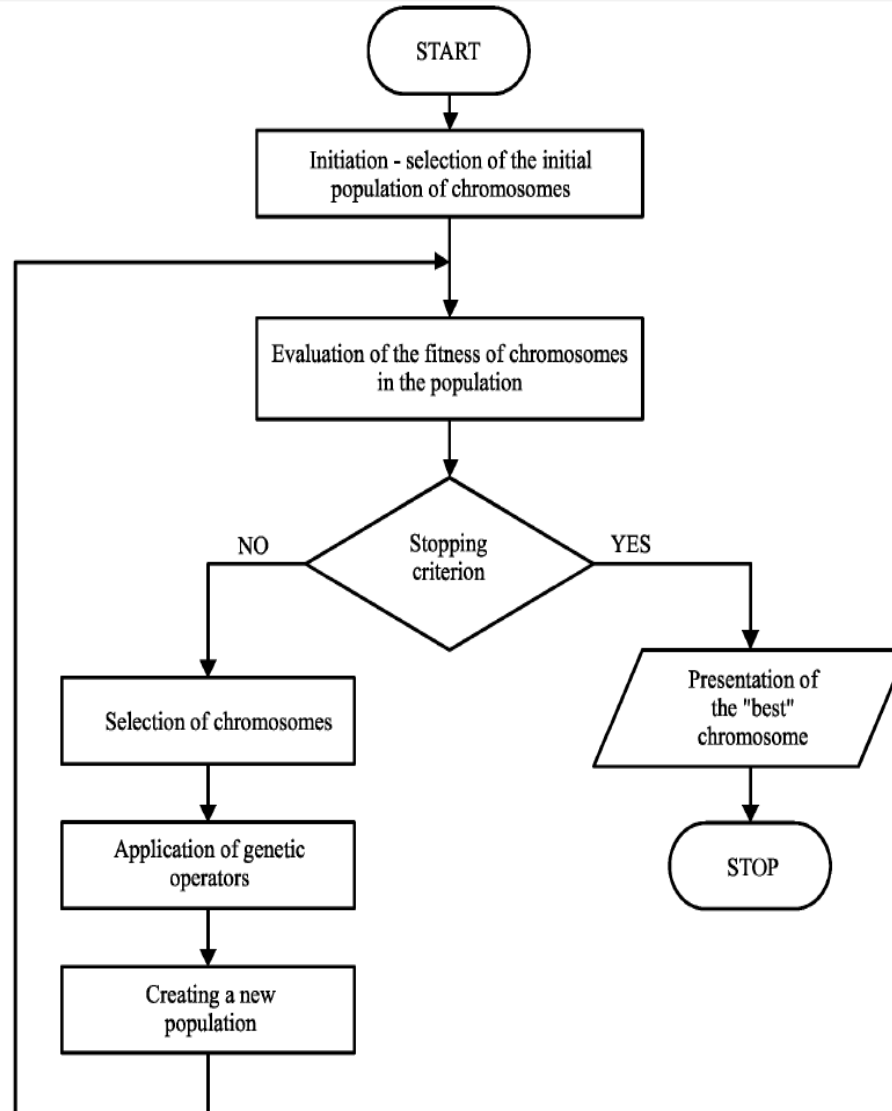 START
Initiation - selection of the initial
population of chromosomes
Evaluation of the fitness of chromosomes
in the population
Stopping
criterion
NO
YES
Selection of chromosomes
Presentation of
the "best"
chromosome
Application of genetic
operators
STOP
Creating a new
population